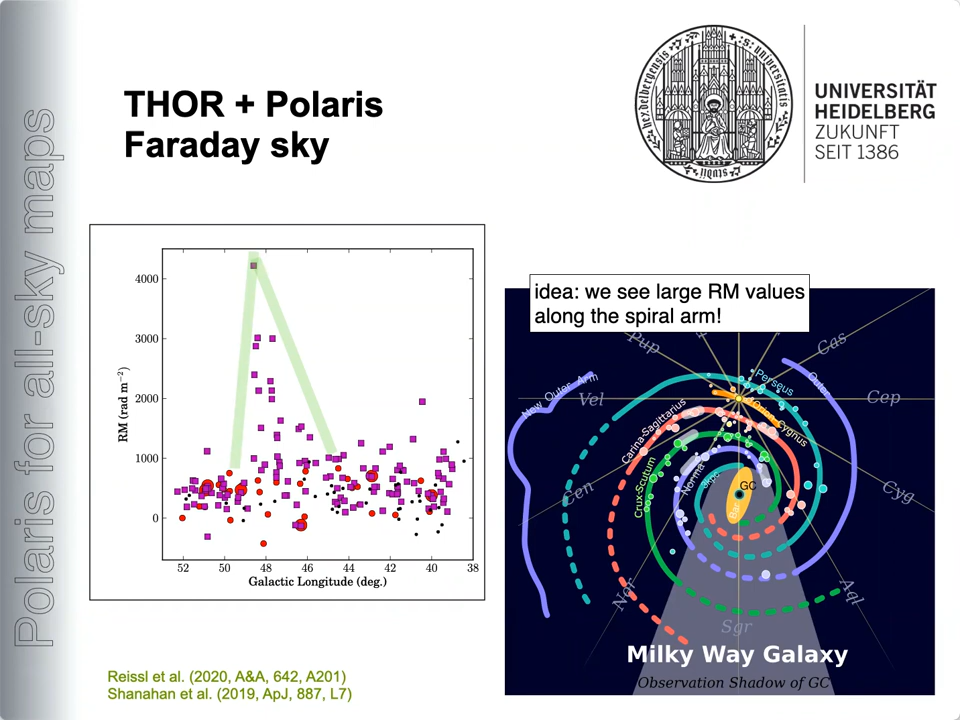 Polaris for all-sky maps
THOR + Polaris
Faraday sky
UNIVERSITÄT
HEIDELBERG
ZUKUNFT
SEIT 1386
4000
3000
2000
1000
0
RM (rad m⁻²)
52 50 48 46 44 42 40 38
Galactic Longitude (deg.)
idea: we see large RM values
along the spiral arm!
Pup
Cas
New Outer Arm
Vel
Perseus
Outer
Cep
Carina-Sagittarius
Cygnus
Crux-Scutum
Norma
3kpc
GC
Bar
Cen
Cyg
Nor
Aql
Sgr
Milky Way Galaxy
Observation Shadow of GC
Reissl et al. (2020, A&A, 642, A201)
Shanahan et al. (2019, ApJ, 887, L7)